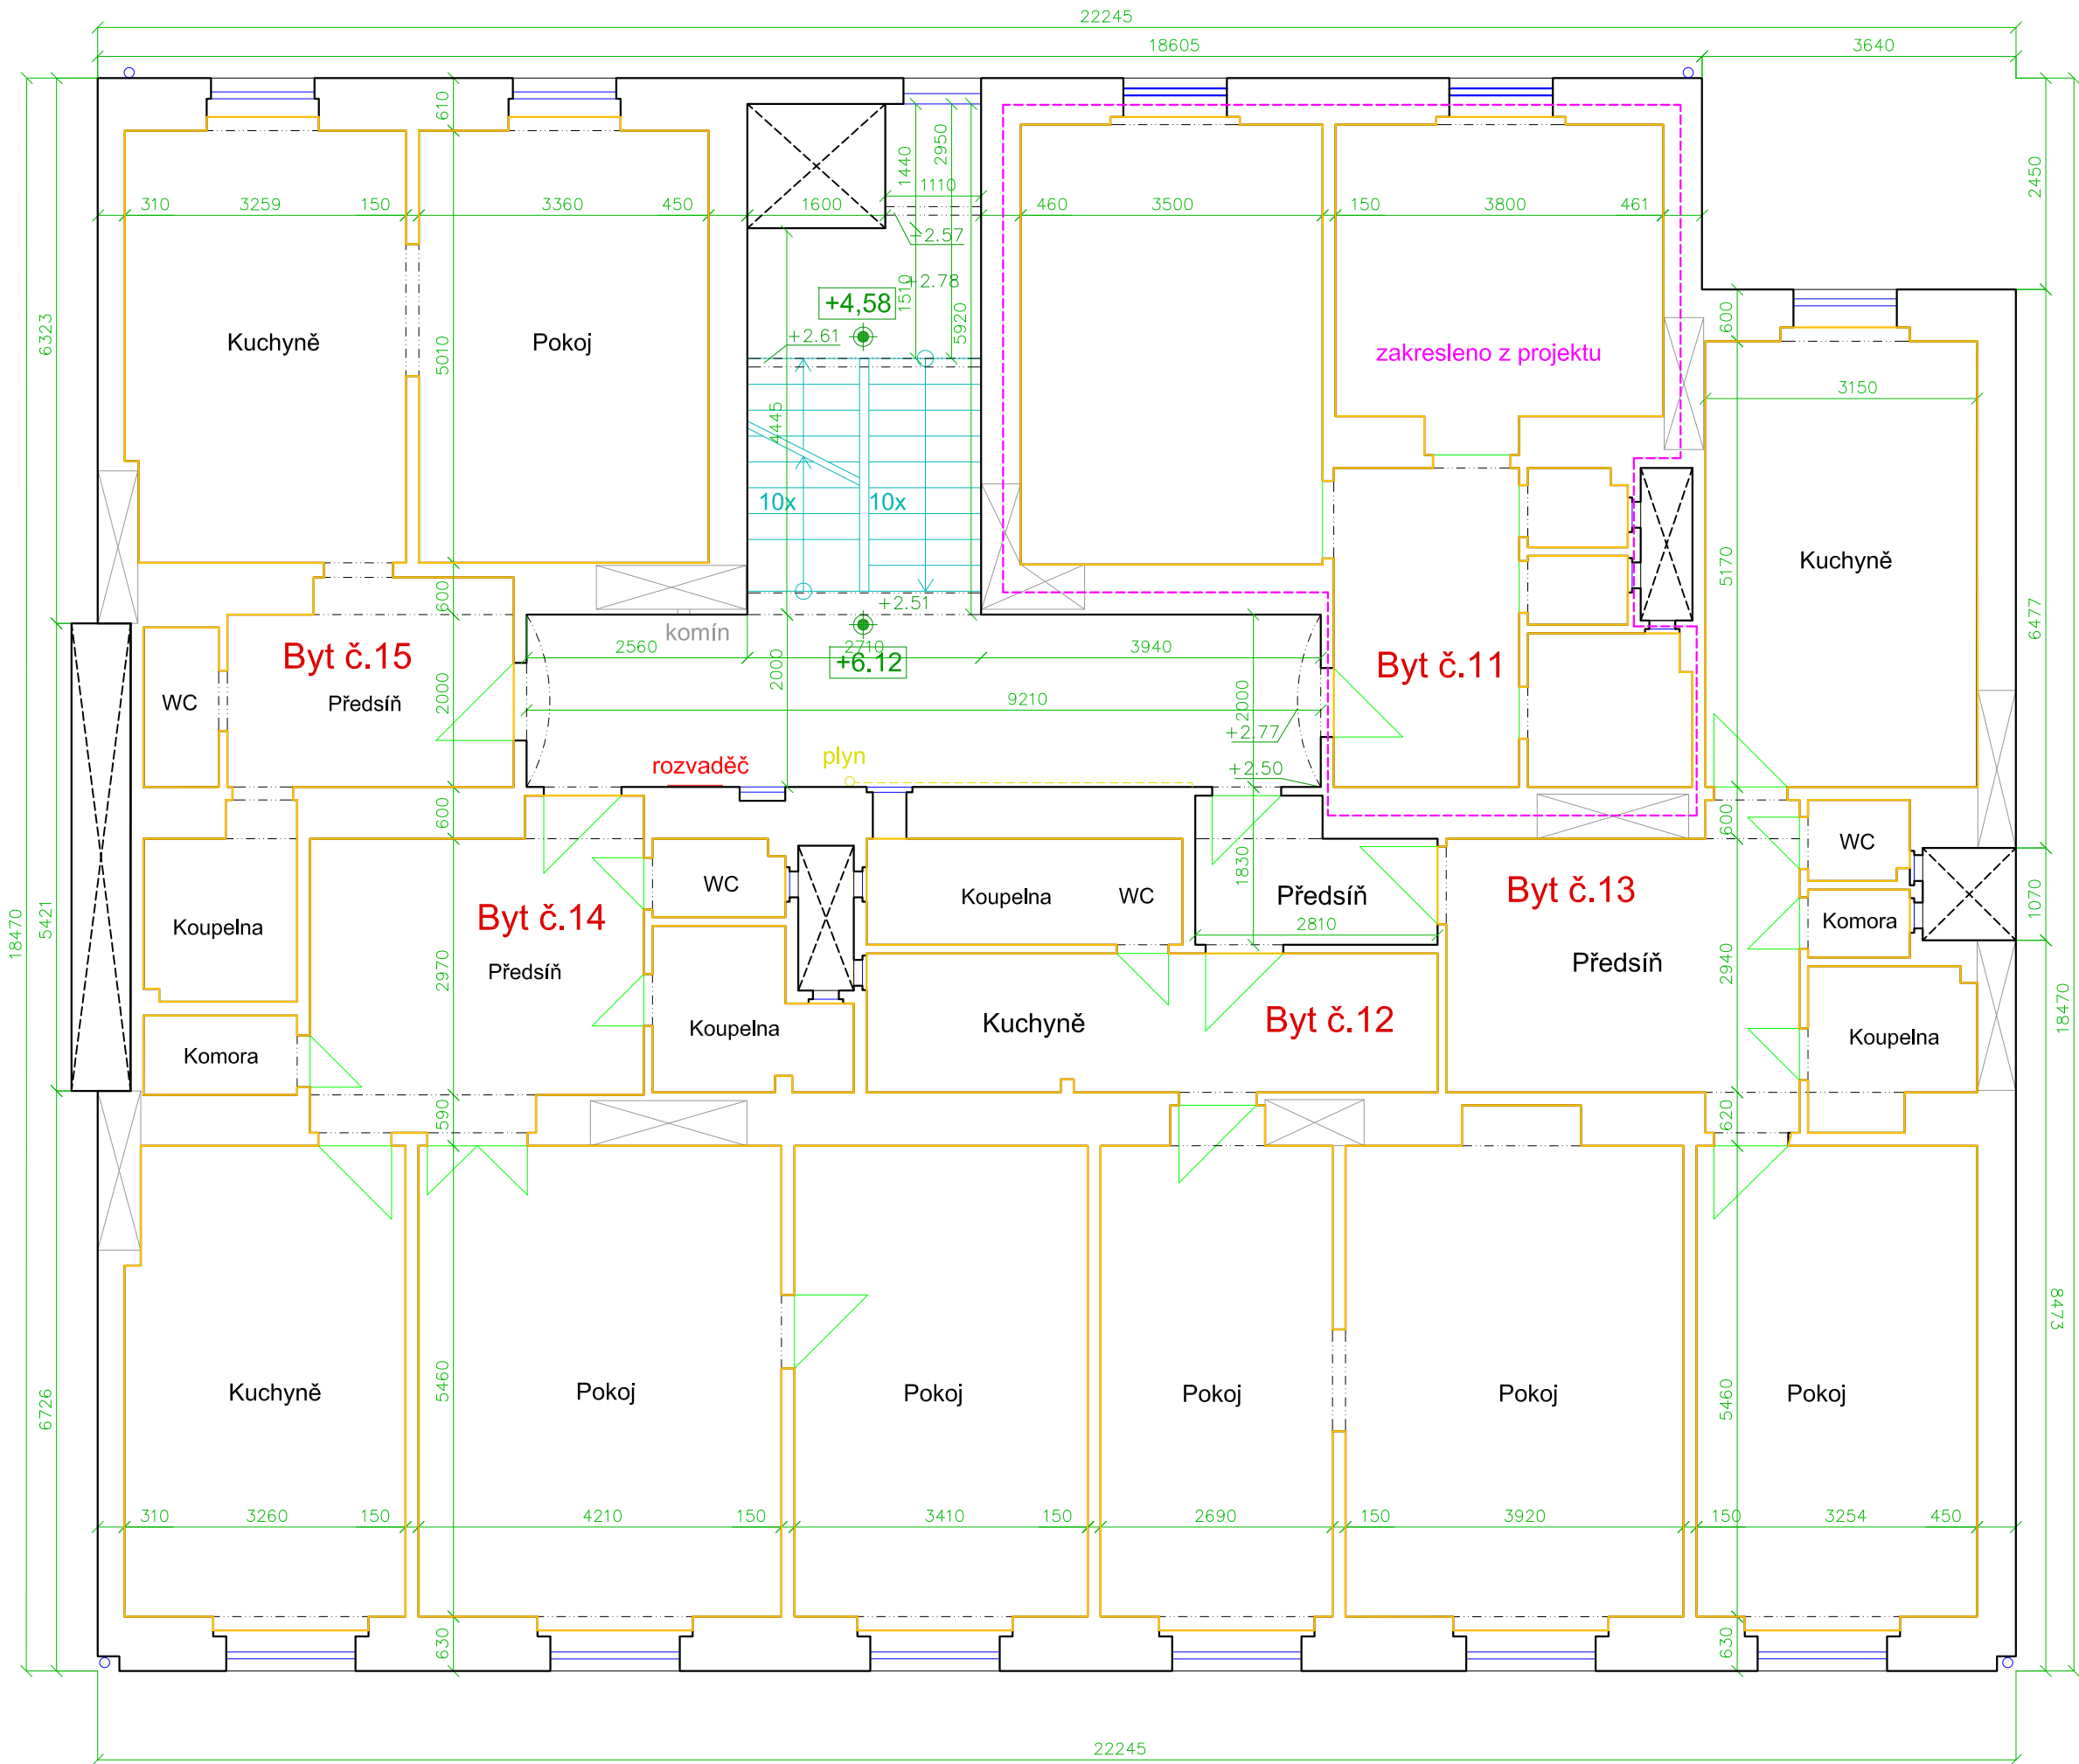 22245
18605
3640
610
2950
1440
1110
2450
310
3259
150
3360
450
1600
460
3500
150
3800
461
+2.57
+2.78
1510
+4,58
5920
6323
600
+2.61
Kuchyně
Pokoj
zakresleno z projektu
5010
3150
4445
10x
10x
Kuchyně
5170
6477
600
+2.51
komín
2560
2710
3940
+6.12
Byt č.15
Byt č.11
WC
Předsíň
2000
2000
9210
2000
+2.77
plyn
rozvaděč
+2.50
600
600
1830
WC
WC
Koupelna
WC
Předsíň
Byt č.13
Byt č.14
Koupelna
2810
Komora
1070
5421
18470
2970
Předsíň
Předsíň
2940
18470
Kuchyně
Byt č.12
Koupelna
Koupelna
Komora
590
620
8473
Kuchyně
Pokoj
Pokoj
Pokoj
Pokoj
Pokoj
5460
5460
6726
310
3260
150
4210
150
3410
150
2690
150
3920
150
3254
450
630
630
22245